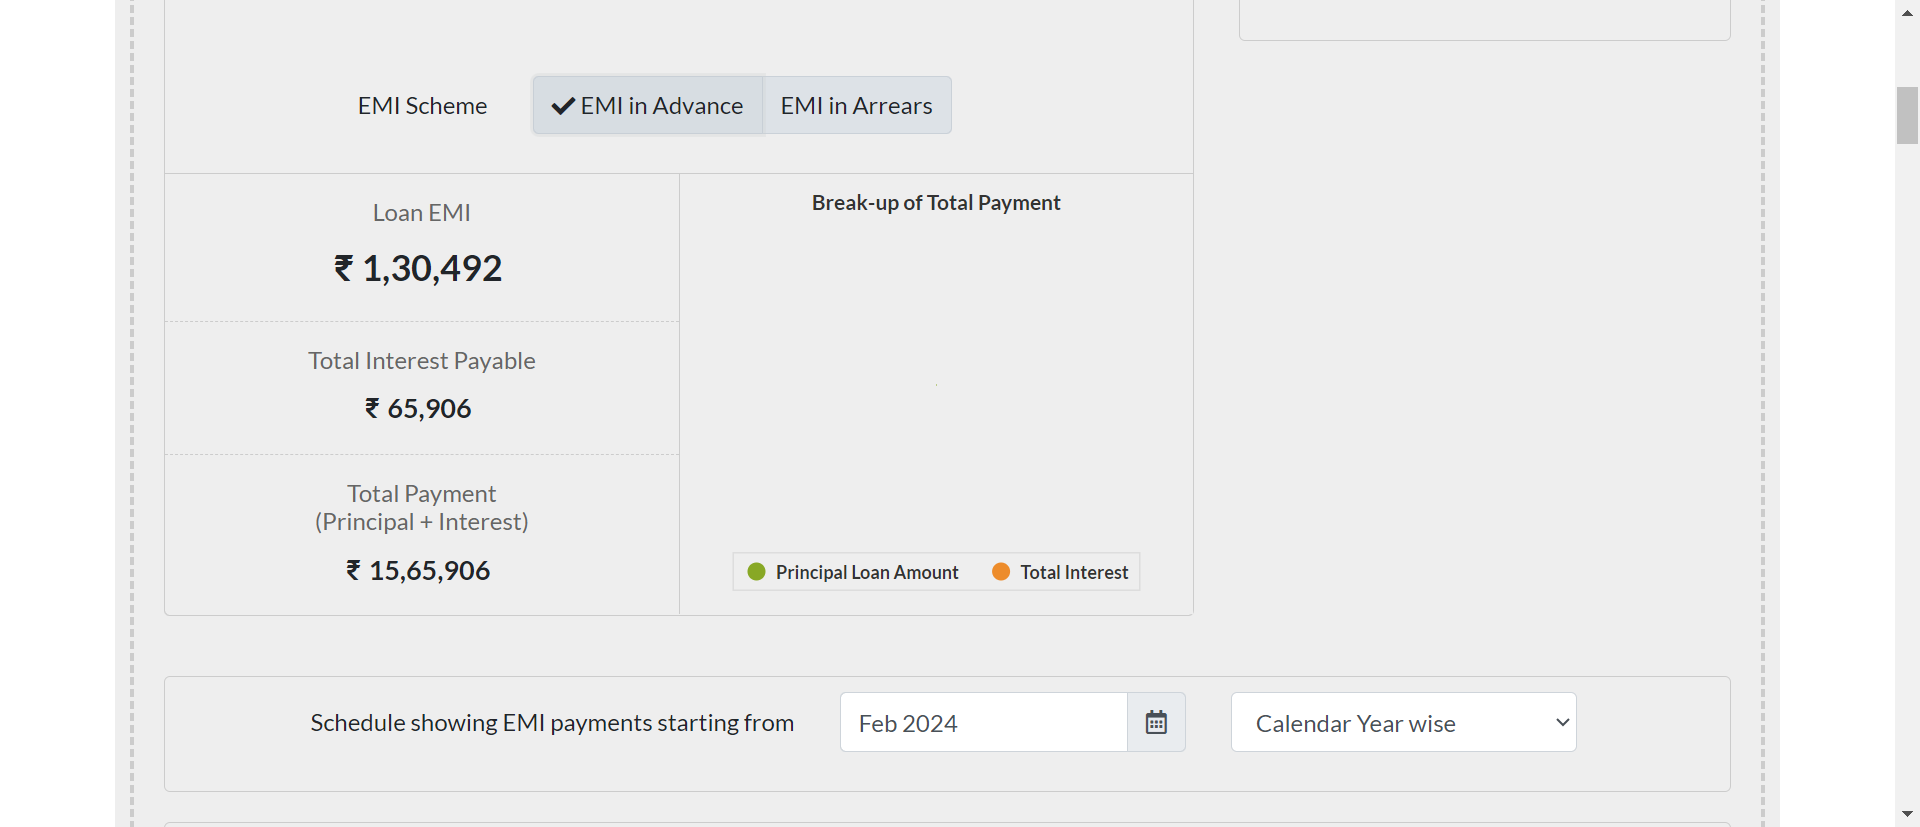 EMI Scheme
EMI in Advance
EMI in Arrears
Loan EMI
₹ 1,30,492
Total Interest Payable
₹ 65,906
Total Payment
(Principal + Interest)
₹ 15,65,906
Break-up of Total Payment
Principal Loan Amount
Total Interest
Schedule showing EMI payments starting from
Feb 2024
Calendar Year wise